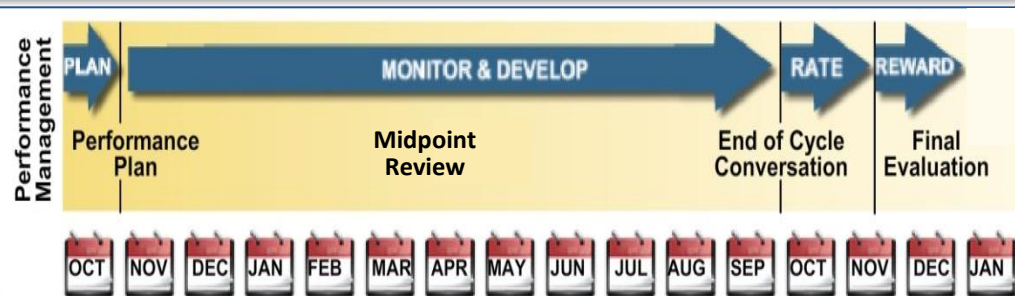 Performance
Management
PLAN
MONITOR & DEVELOP
RATE
REWARD
Performance
Plan
Midpoint
Review
End of Cycle
Conversation
Final
Evaluation
OCT NOV DEC JAN FEB MAR APR MAY JUN JUL AUG SEP OCT NOV DEC JAN